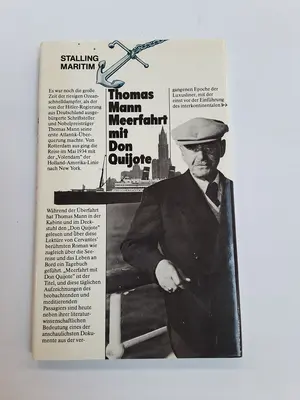 STALLING
MARITIM
Es war noch die große
Zeit der riesigen Ozean-
schnelldampfer, als der
von der Hitler-Regierung
aus Deutschland ausge-
bürgerte Schriftsteller
und Nobelpreisträger
Thomas Mann seine
erste Atlantik-Über-
querung machte. Von
Rotterdam aus ging die
Reise im Mai 1934 mit
der „Volendam" der
Holland-Amerika-Linie
nach New York.
Thomas
Mann
Meerfahrt
mit
Don
Quijote
gangenen Epoche der
Luxusliner, mit der
einst vor der Einführung
des interkontinentalen
Während der Überfahrt
hat Thomas Mann in der
Kabine und im Deck-
stuhl den „Don Quijote"
gelesen und über diese
Lektüre von Cervantes'
berühmtem Roman wie
zugleich über die See-
reise und das Leben an
Bord ein Tagebuch
geführt. „Meerfahrt mit
Don Quijote" ist der
Titel, und diese täglichen
Aufzeichnungen des
beobachtenden und
meditierenden
Passagiers sind heute
neben ihrer literatur-
wissenschaftlichen
Bedeutung eines der
anschaulichsten Doku-
mente aus der ver-